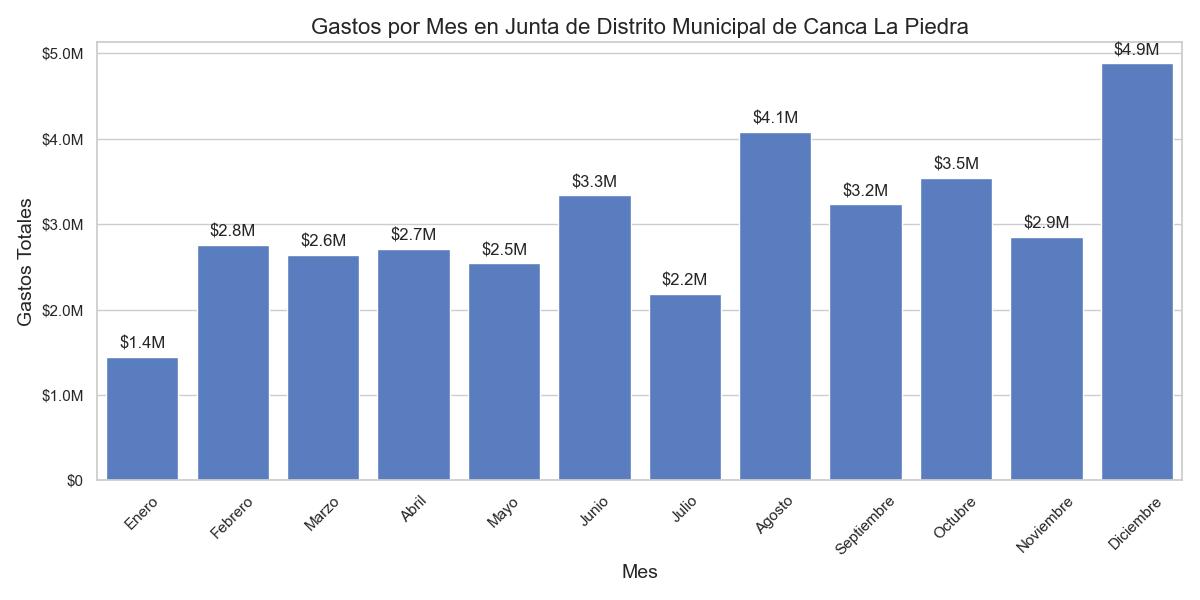 Gastos por Mes en Junta de Distrito Municipal de Canca La Piedra
Gastos Totales
$5.0M
$4.0M
$3.0M
$2.0M
$1.0M
$0
$1.4M
$2.8M
$2.6M
$2.7M
$2.5M
$3.3M
$2.2M
$4.1M
$3.2M
$3.5M
$2.9M
$4.9M
Enero
Febrero
Marzo
Abril
Mayo
Junio
Julio
Agosto
Septiembre
Octubre
Noviembre
Diciembre
Mes